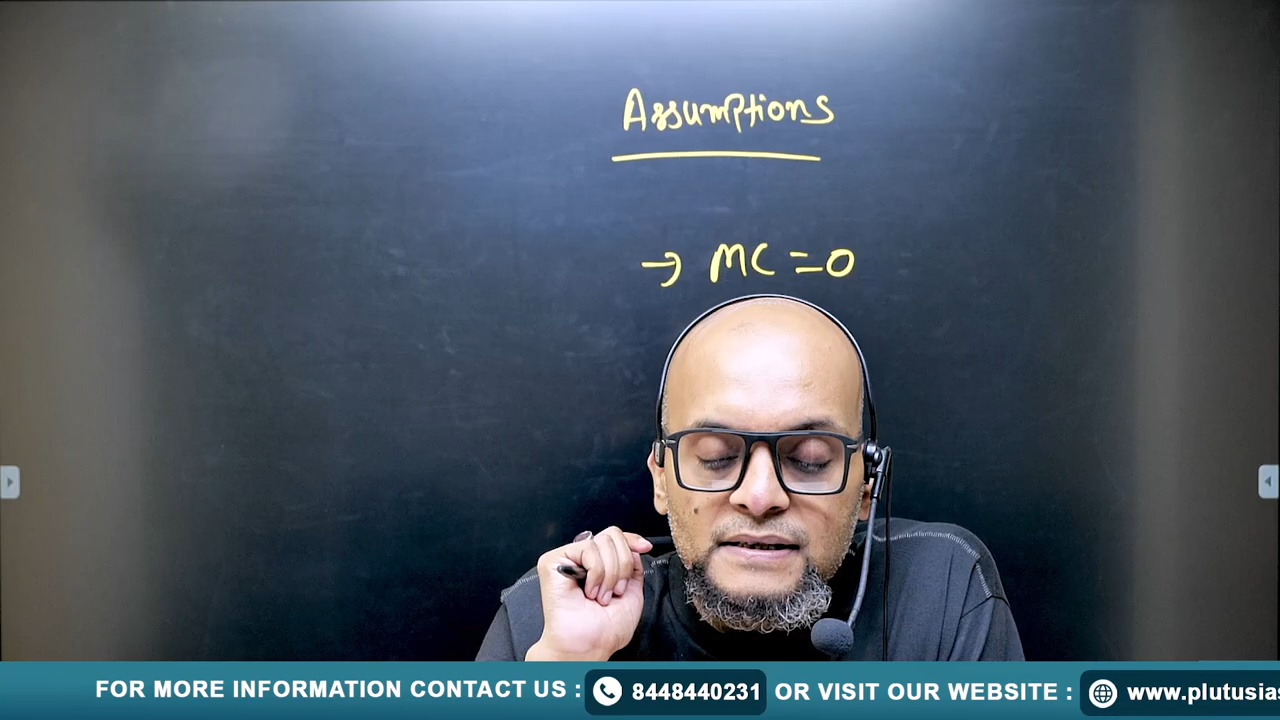 Assumptions
→ MC = 0
FOR MORE INFORMATION CONTACT US : 8448440231 OR VISIT OUR WEBSITE : www.plutusias